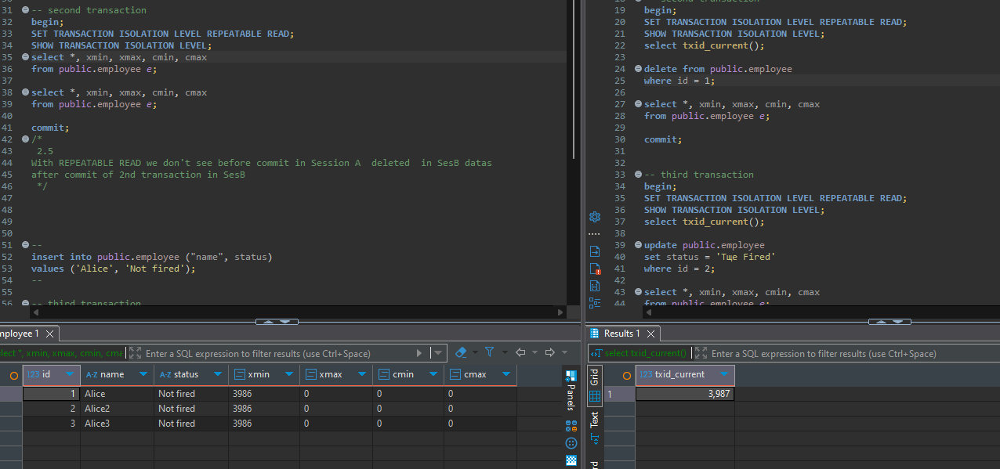 31 -- second transaction
32 begin;
33 SET TRANSACTION ISOLATION LEVEL REPEATABLE READ;
34 SHOW TRANSACTION ISOLATION LEVEL;
35 select *, xmin, xmax, cmin, cmax
36 from public.employee e;
37
38 select *, xmin, xmax, cmin, cmax
39 from public.employee e;
40
41 commit;
42 /*
43 2.5
44 With REPEATABLE READ we don't see before commit in Session A  deleted  in SesB datas
45 after commit of 2nd transaction in SesB
46 */
47
48
49
50
51 --
52 insert into public.employee ("name", status)
53 values ('Alice', 'Not fired');
54 --
55
56 -- third transaction
18 -- second transaction
19 begin;
20 SET TRANSACTION ISOLATION LEVEL REPEATABLE READ;
21 SHOW TRANSACTION ISOLATION LEVEL;
22 select txid_current();
23
24 delete from public.employee
25 where id = 1;
26
27 select *, xmin, xmax, cmin, cmax
28 from public.employee e;
29
30 commit;
31
32
33 -- third transaction
34 begin;
35 SET TRANSACTION ISOLATION LEVEL REPEATABLE READ;
36 SHOW TRANSACTION ISOLATION LEVEL;
37 select txid_current();
38
39 update public.employee
40 set status = 'Tще Fired'
41 where id = 2;
42
43 select *, xmin, xmax, cmin, cmax
44 from public.employee e;
mployee 1
lect *, xmin, xmax, cmin, cma Enter a SQL expression to filter results (use Ctrl+Space)
123 id A-Z name A-Z status xmin xmax cmin cmax
1 Alice Not fired 3986 0 0 0
2 Alice2 Not fired 3986 0 0 0
3 Alice3 Not fired 3986 0 0 0
Panels
Results 1
select txid_current() Enter a SQL expression to filter results (use Ctrl+Space)
Grid
Text
123 txid_current
1 3,987